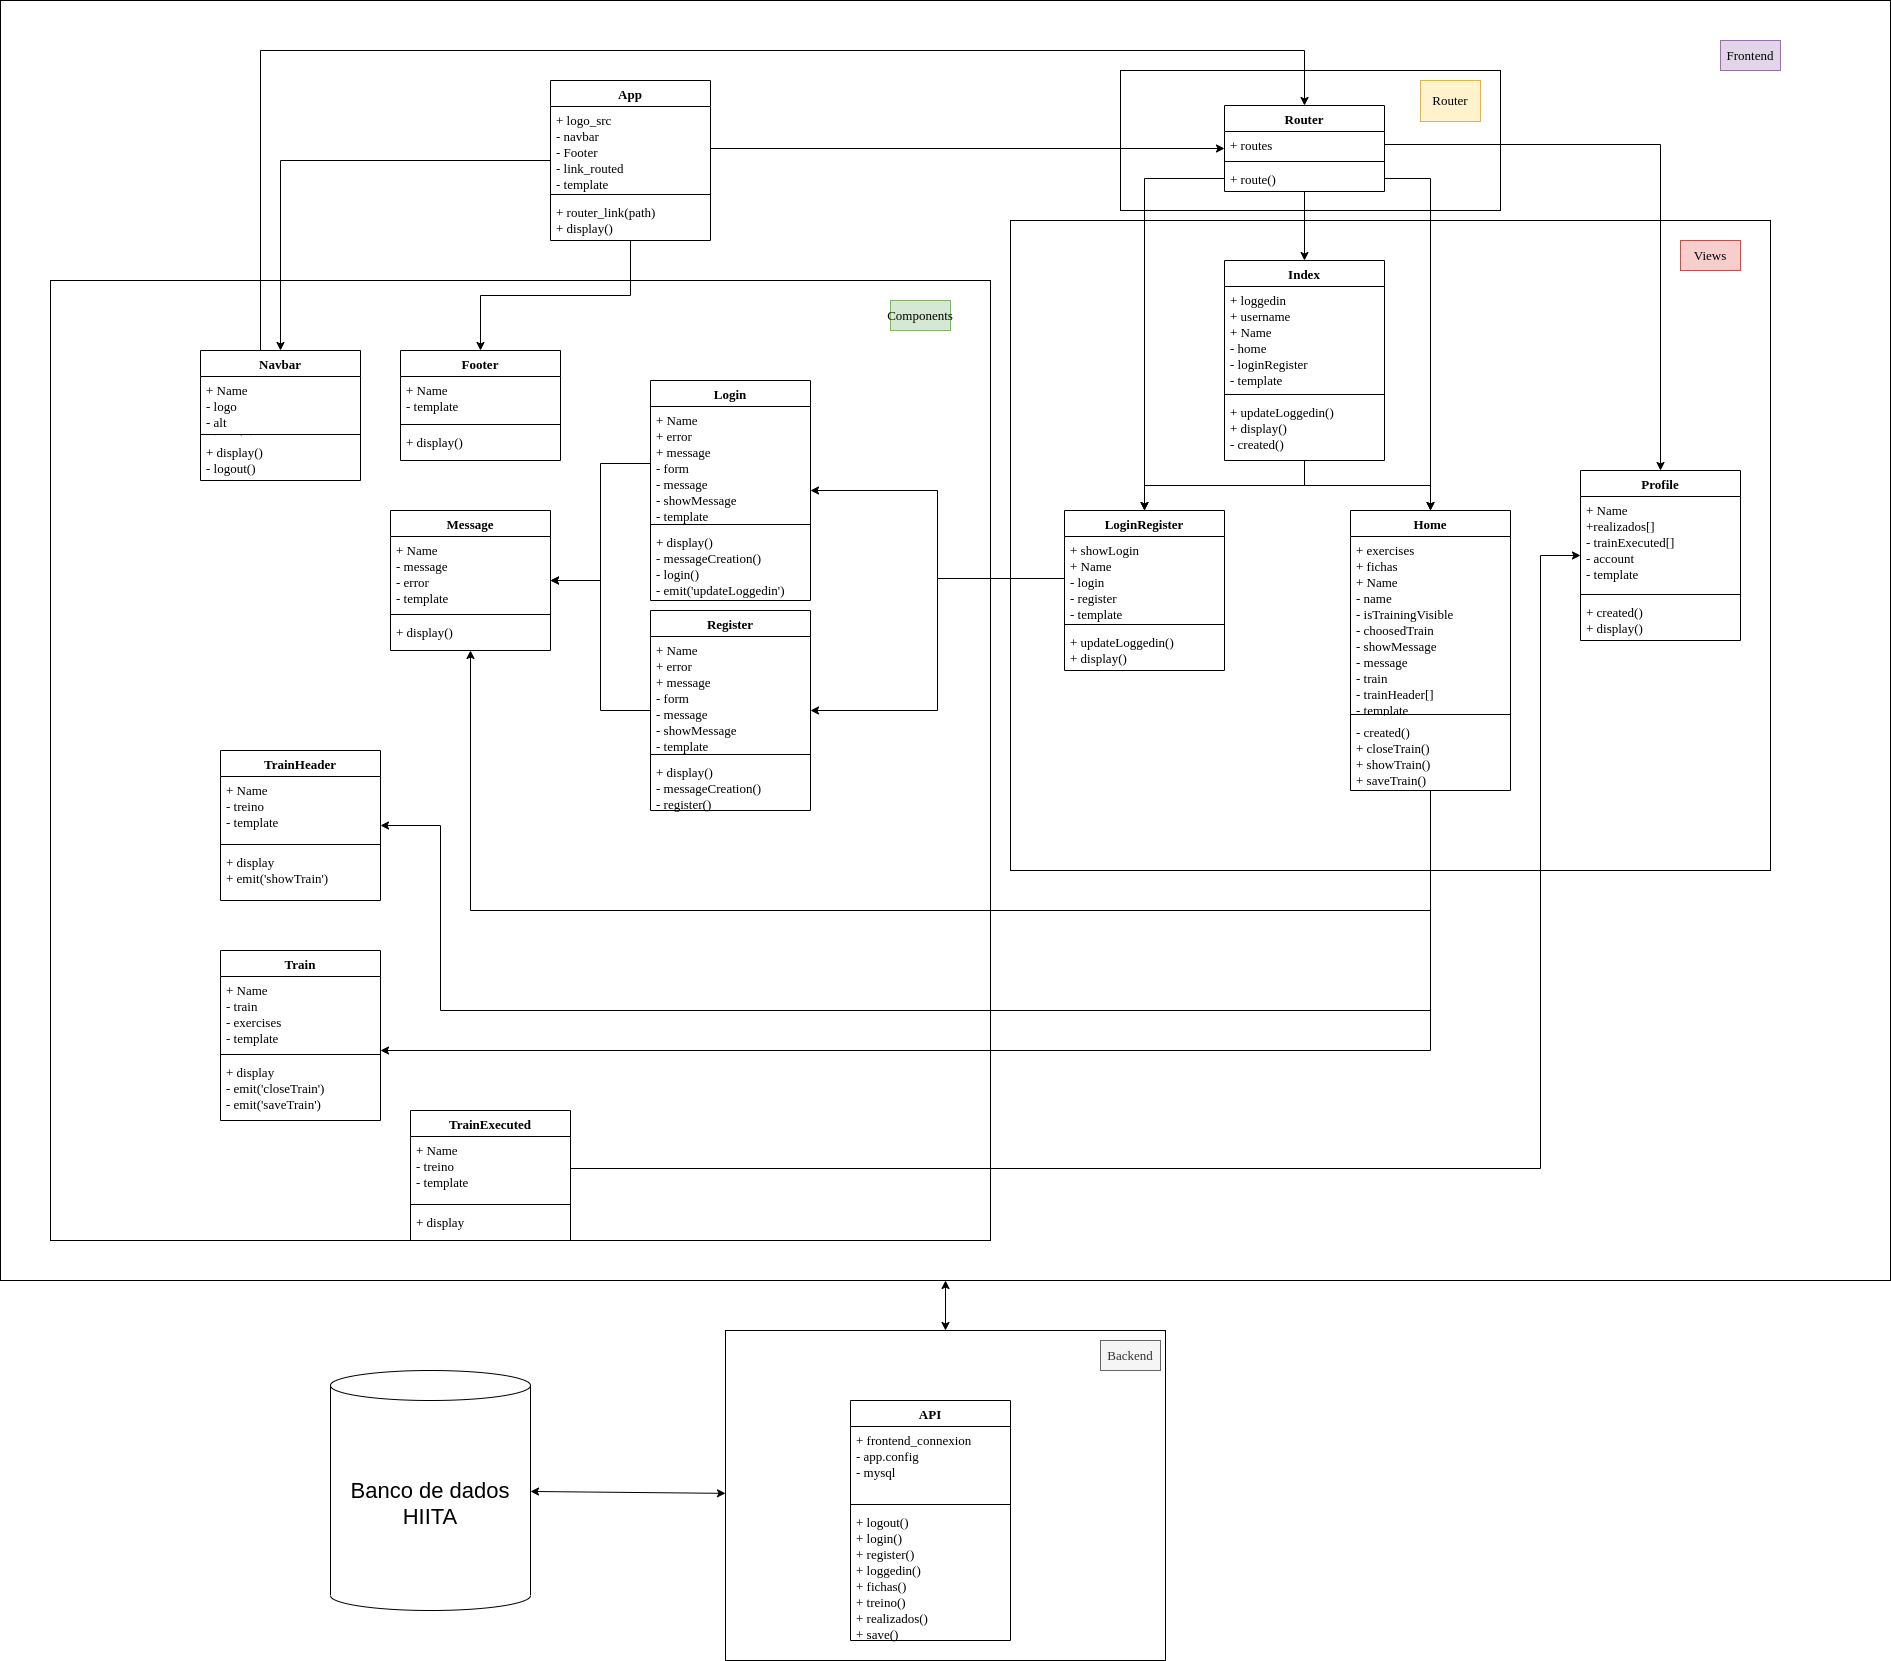 Frontend
App
+ logo_src
- navbar
- Footer
- link_routed
- template
+ router_link(path)
+ display()
Router
Router
+ routes
+ route()
Views
Index
+ loggedin
+ username
+ Name
- home
- loginRegister
- template
+ updateLoggedin()
+ display()
- created()
Components
Navbar
+ Name
- logo
- alt
+ display()
- logout()
Footer
+ Name
- template
+ display()
Login
+ Name
+ error
+ message
- form
- message
- showMessage
- template
+ display()
- messageCreation()
- login()
- emit('updateLoggedin')
Message
+ Name
- message
- error
- template
+ display()
Register
+ Name
+ error
+ message
- form
- message
- showMessage
- template
+ display()
- messageCreation()
- register()
LoginRegister
+ showLogin
+ Name
- login
- register
- template
+ updateLoggedin()
+ display()
Home
+ exercises
+ fichas
+ Name
- name
- isTrainingVisible
- choosedTrain
- showMessage
- message
- train
- trainHeader[]
- template
- created()
+ closeTrain()
+ showTrain()
+ saveTrain()
Profile
+ Name
+realizados[]
- trainExecuted[]
- account
- template
+ created()
+ display()
TrainHeader
+ Name
- treino
- template
+ display
+ emit('showTrain')
Train
+ Name
- train
- exercises
- template
+ display
- emit('closeTrain')
- emit('saveTrain')
TrainExecuted
+ Name
- treino
- template
+ display
Backend
API
+ frontend_connexion
- app.config
- mysql
+ logout()
+ login()
+ register()
+ loggedin()
+ fichas()
+ treino()
+ realizados()
+ save()
Banco de dados
HIITA